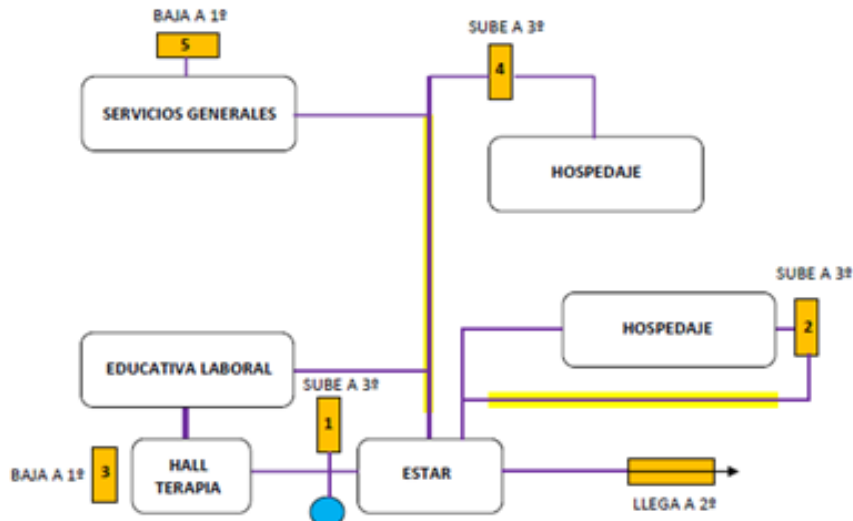 BAJA A 1º
5
SERVICIOS GENERALES
SUBE A 3º
4
HOSPEDAJE
SUBE A 3º
HOSPEDAJE
2
EDUCATIVA LABORAL
SUBE A 3º
1
BAJA A 1º
3
HALL
TERAPIA
ESTAR
LLEGA A 2º